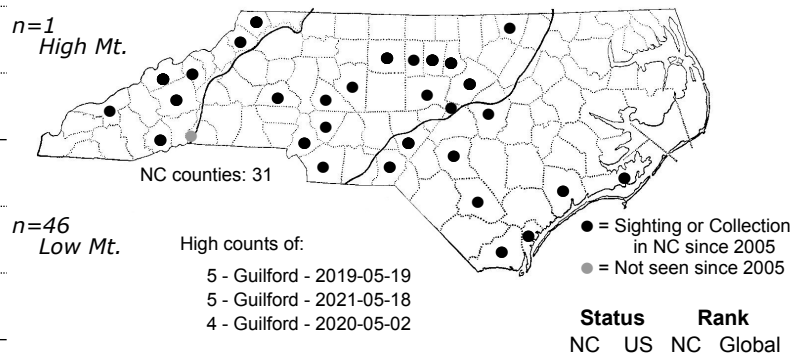 n=1
High Mt.
NC counties: 31
n=46
Low Mt.
High counts of:
5 - Guilford - 2019-05-19
5 - Guilford - 2021-05-18
4 - Guilford - 2020-05-02
= Sighting or Collection
in NC since 2005
= Not seen since 2005
Status Rank
NC US NC Global